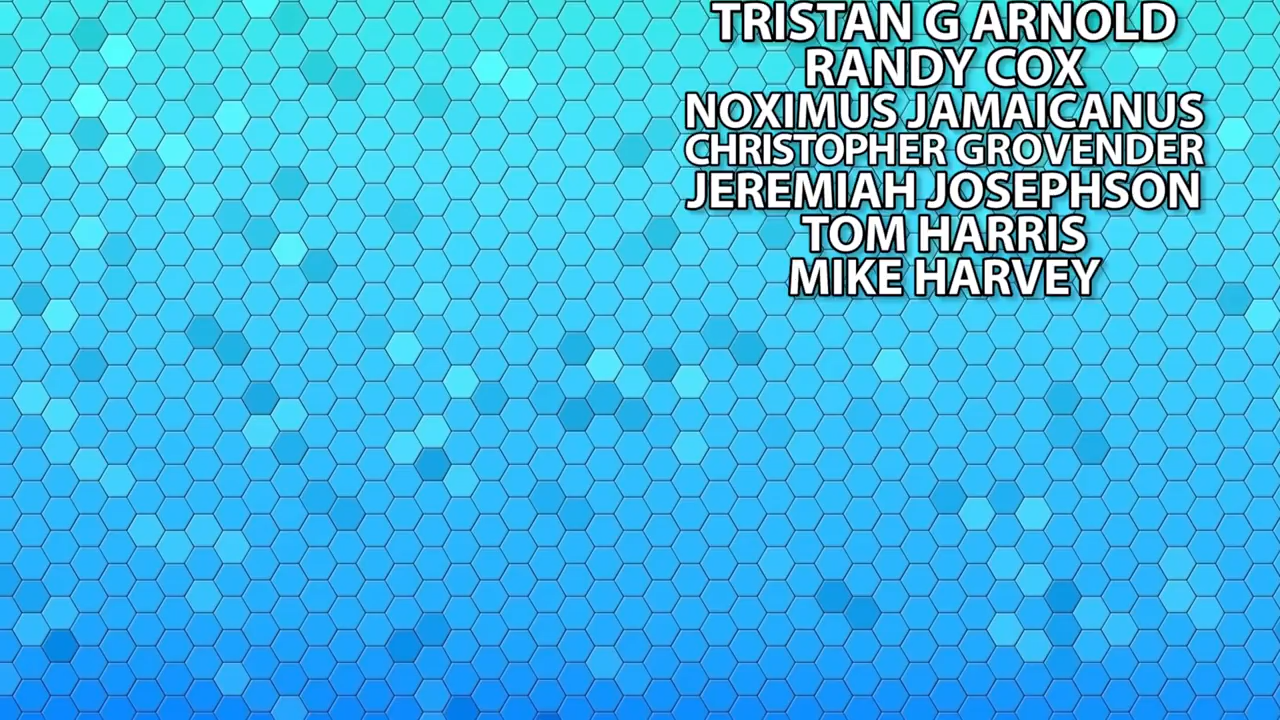 TRISTAN G ARNOLD
RANDY COX
NOXIMUS JAMAICANUS
CHRISTOPHER GROVENDER
JEREMIAH JOSEPHSON
TOM HARRIS
MIKE HARVEY